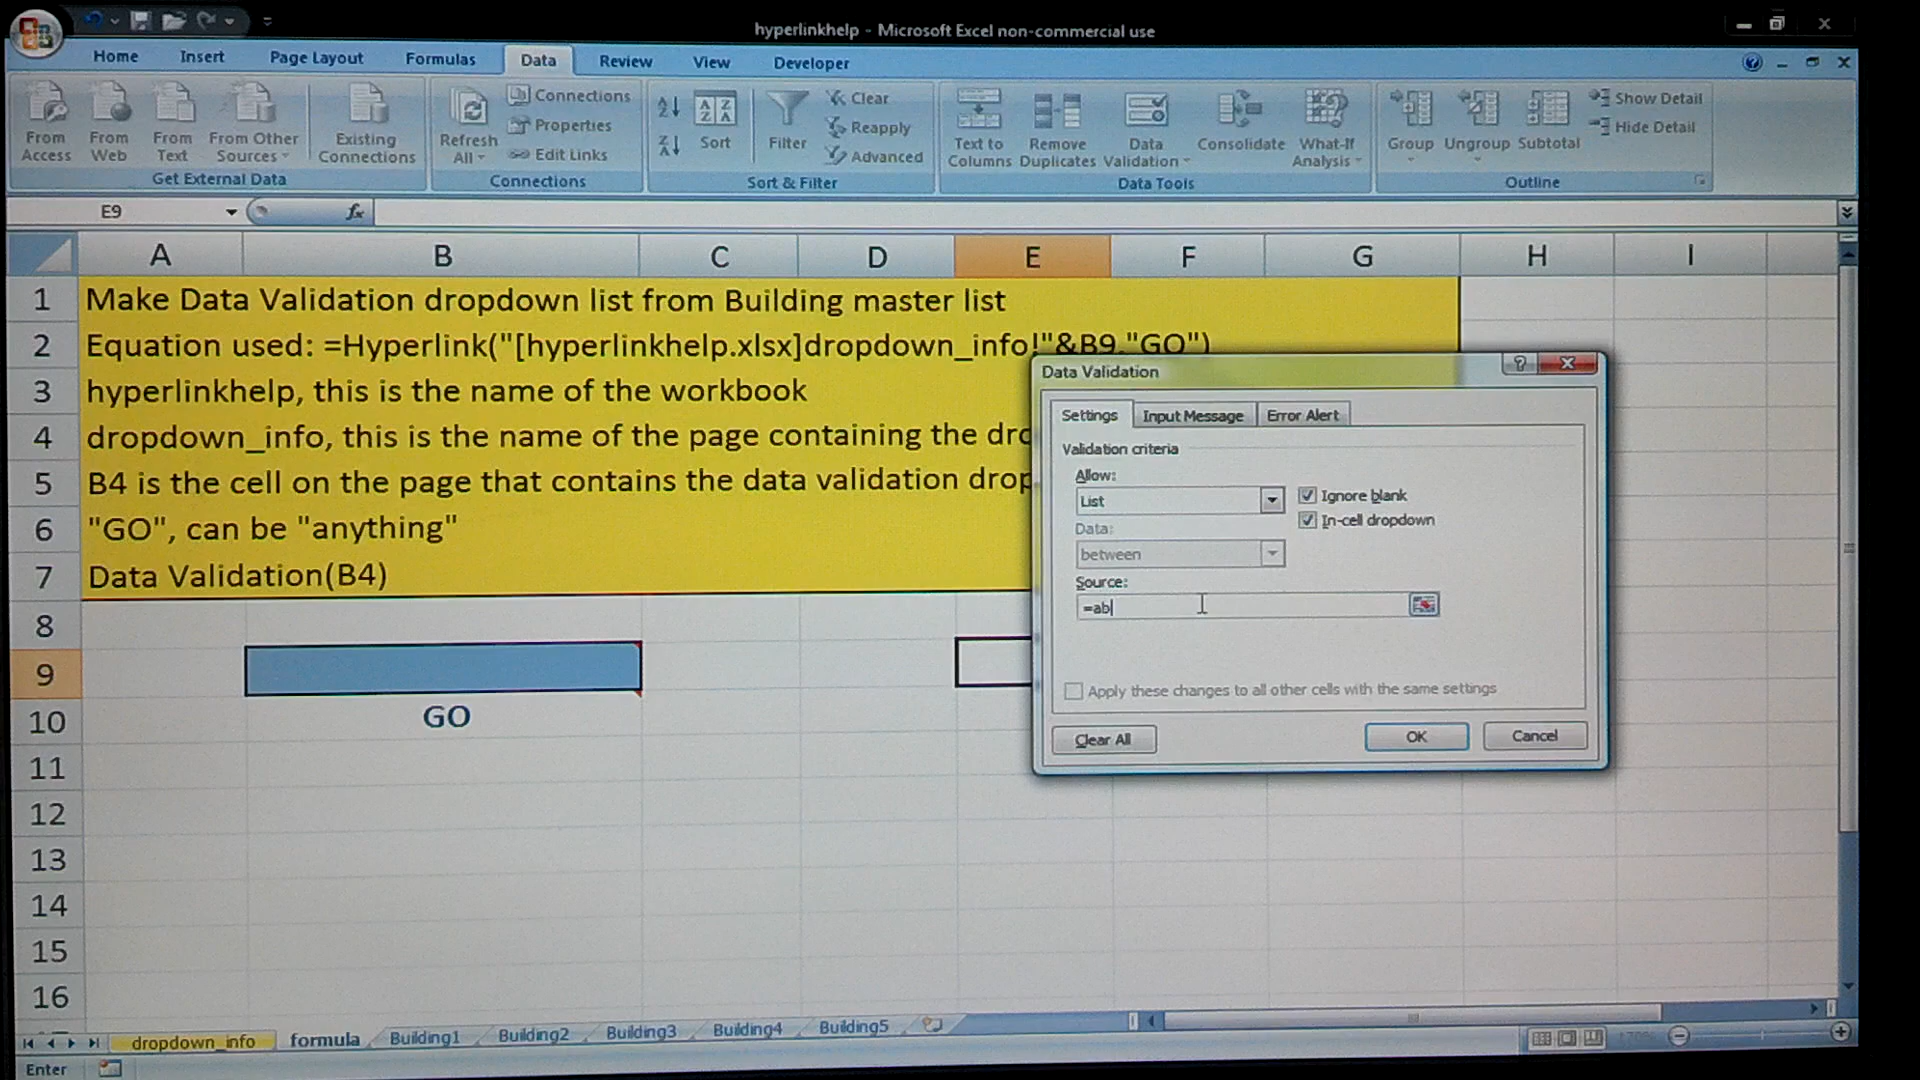 hyperlinkhelp - Microsoft Excel non-commercial use
Home Insert Page Layout Formulas Data Review View Developer
From Access
From Web
From Text
From Other Sources
Existing Connections
Get External Data
Refresh All
Connections
Properties
Edit Links
Connections
Sort
Filter
Clear
Reapply
Advanced
Sort & Filter
Text to Columns
Remove Duplicates
Data Validation
Consolidate
What-If Analysis
Data Tools
Group
Ungroup
Subtotal
Show Detail
Hide Detail
Outline
E9 fx
A B C D E F G H I
1 Make Data Validation dropdown list from Building master list
2 Equation used: =Hyperlink("[hyperlinkhelp.xlsx]dropdown_info!"&B9,"GO")
3 hyperlinkhelp, this is the name of the workbook
4 dropdown_info, this is the name of the page containing the
5 B4 is the cell on the page that contains the data validation
6 "GO", can be "anything"
7 Data Validation(B4)
8
9
10 GO
11
12
13
14
15
16
Data Validation
Settings Input Message Error Alert
Validation criteria
Allow:
List
Ignore blank
Data:
In-cell dropdown
between
Source:
=ab
Apply these changes to all other cells with the same settings
Clear All OK Cancel
dropdown_info formula Building1 Building2 Building3 Building4 Building5
Enter